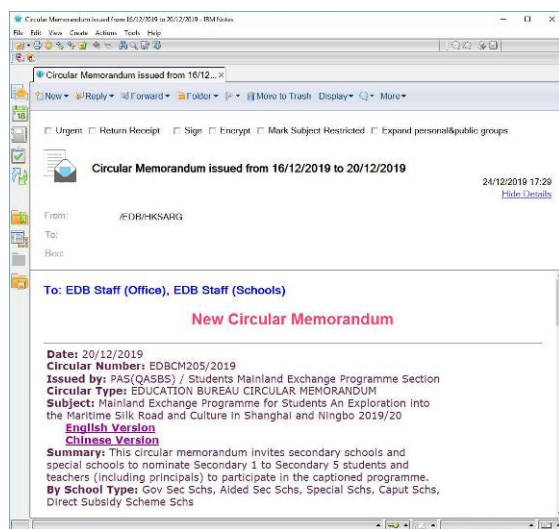 Circular Memorandum issued from 16/12/2019 to 20/12/2019 - IBM Notes
File Edit View Create Actions Tools Help
Circular Memorandum issued from 16/12... ×
New Reply Forward Folder Move to Trash Display More
Urgent Return Receipt Sign Encrypt Mark Subject Restricted Expand personal&public groups
Circular Memorandum issued from 16/12/2019 to 20/12/2019
24/12/2019 17:29
Hide Details
From: /EDB/HKSARG
To:
Bcc:
To: EDB Staff (Office), EDB Staff (Schools)
New Circular Memorandum
Date: 20/12/2019
Circular Number: EDBCM205/2019
Issued by: PAS(QASBS) / Students Mainland Exchange Programme Section
Circular Type: EDUCATION BUREAU CIRCULAR MEMORANDUM
Subject: Mainland Exchange Programme for Students An Exploration into
the Maritime Silk Road and Culture in Shanghai and Ningbo 2019/20
English Version
Chinese Version
Summary: This circular memorandum invites secondary schools and
special schools to nominate Secondary 1 to Secondary 5 students and
teachers (including principals) to participate in the captioned programme.
By School Type: Gov Sec Schs, Aided Sec Schs, Special Schs, Caput Schs,
Direct Subsidy Scheme Schs